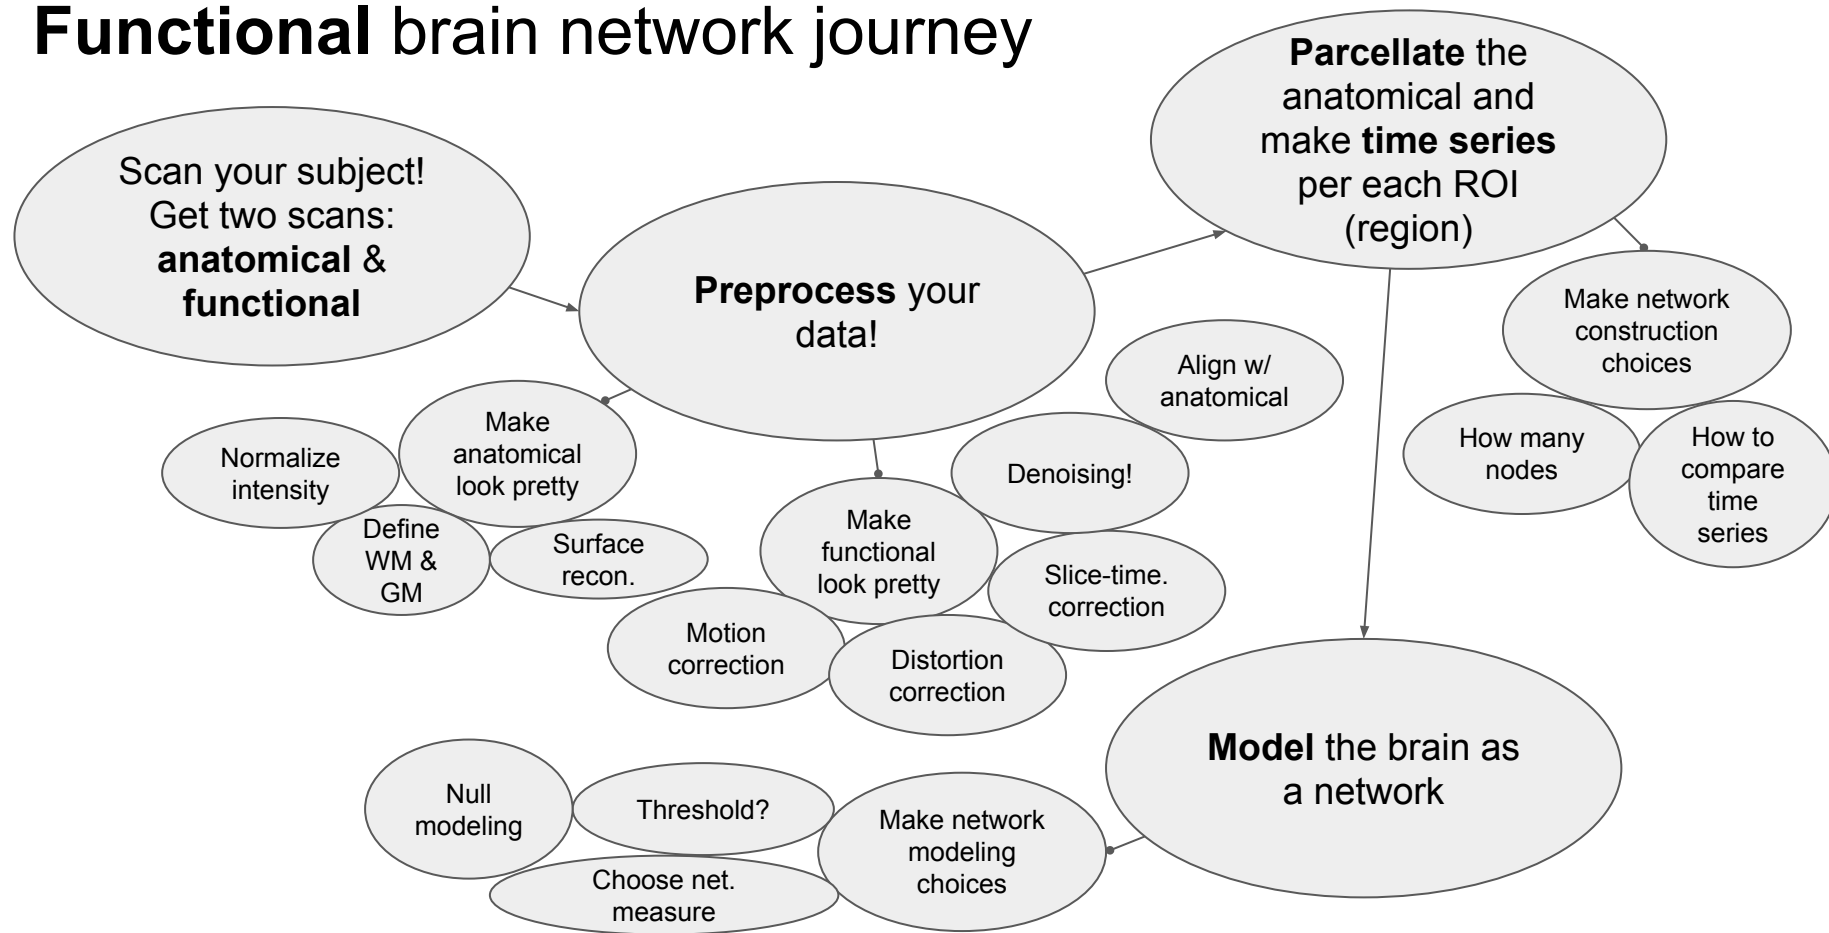 Functional brain network journey
Scan your subject!
Get two scans:
anatomical &
functional
Preprocess your
data!
Parcellate the
anatomical and
make time series
per each ROI
(region)
Make network
construction
choices
How many
nodes
How to
compare
time
series
Align w/
anatomical
Denoising!
Make
anatomical
look pretty
Normalize
intensity
Define
WM &
GM
Surface
recon.
Make
functional
look pretty
Slice-time.
correction
Motion
correction
Distortion
correction
Model the brain as
a network
Make network
modeling
choices
Threshold?
Null
modeling
Choose net.
measure